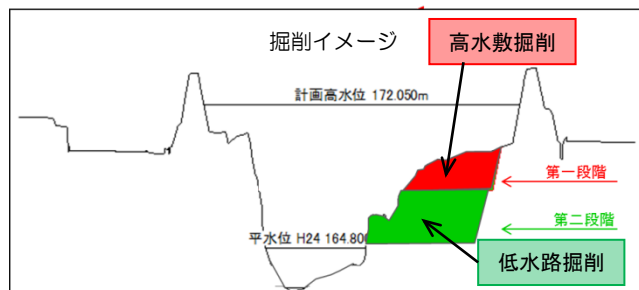 掘削イメージ
高水敷掘削
計画高水位 172.050m
第一段階
平水位 H24 164.806
第二段階
低水路掘削